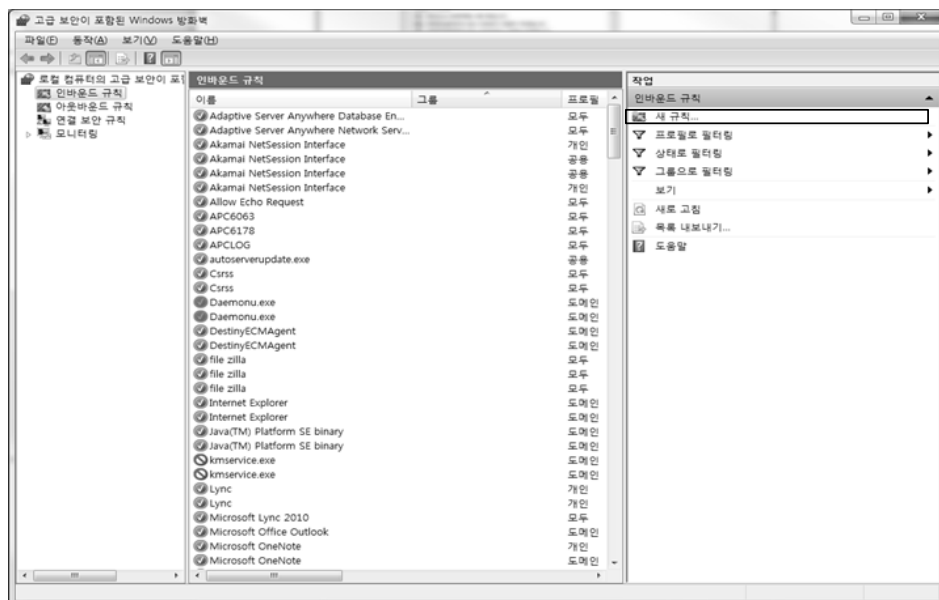 고급 보안이 포함된 Windows 방화벽
파일(F) 동작(A) 보기(V) 도움말(H)
로컬 컴퓨터의 고급 보안이 포
인바운드 규칙
아웃바운드 규칙
연결 보안 규칙
모니터링
인바운드 규칙
이름 그룹 프로필
Adaptive Server Anywhere Database En... 모두
Adaptive Server Anywhere Network Serv... 모두
Akamai NetSession Interface 개인
Akamai NetSession Interface 공용
Akamai NetSession Interface 공용
Akamai NetSession Interface 개인
Allow Echo Request 모두
APC6063 모두
APC6178 모두
APCLOG 모두
autoserverupdate.exe 공용
Csrss 모두
Csrss 모두
Daemonu.exe 도메인
Daemonu.exe 도메인
DestinyECMAgent 도메인
DestinyECMAgent 도메인
file zilla 모두
file zilla 모두
file zilla 모두
Internet Explorer 도메인
Internet Explorer 도메인
Java(TM) Platform SE binary 도메인
Java(TM) Platform SE binary 도메인
kmservice.exe 도메인
kmservice.exe 도메인
Lync 개인
Lync 개인
Microsoft Lync 2010 모두
Microsoft Office Outlook 도메인
Microsoft OneNote 개인
Microsoft OneNote 도메인
작업
인바운드 규칙
새 규칙...
프로필로 필터링
상태로 필터링
그룹으로 필터링
보기
새로 고침
목록 내보내기...
도움말